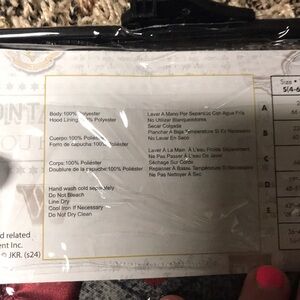 Body:100% Polyester
Hood Lining:100% Polyester
Cuerpo:100% Poliéster
Forro de capucha:100% Poliéster
Corps:100% Poliéster
Doublure de la capuche:100% Poliéster
Hand wash cold separately
Do Not Bleach
Line Dry
Cool Iron If Necessary
Do Not Dry Clean
Lavar A Mano Por Separado Con Agua Fría
No Utilizar Blanqueadores
Secar Colgada
Planchar A Baja Temperatura Si Es Necesario
No Lavar En Seco
Laver À La Main À L'Eau Froide Séparément
Ne Pas Passer À L'Eau De Javel
Séchage Sur Corde
Repasser À Basse Température Si Nécessaire
Ne Pas Nettoyer À Sec
Size
S(4-6
A
B
C
D
E
d related
ent Inc.
JKR. (s24)